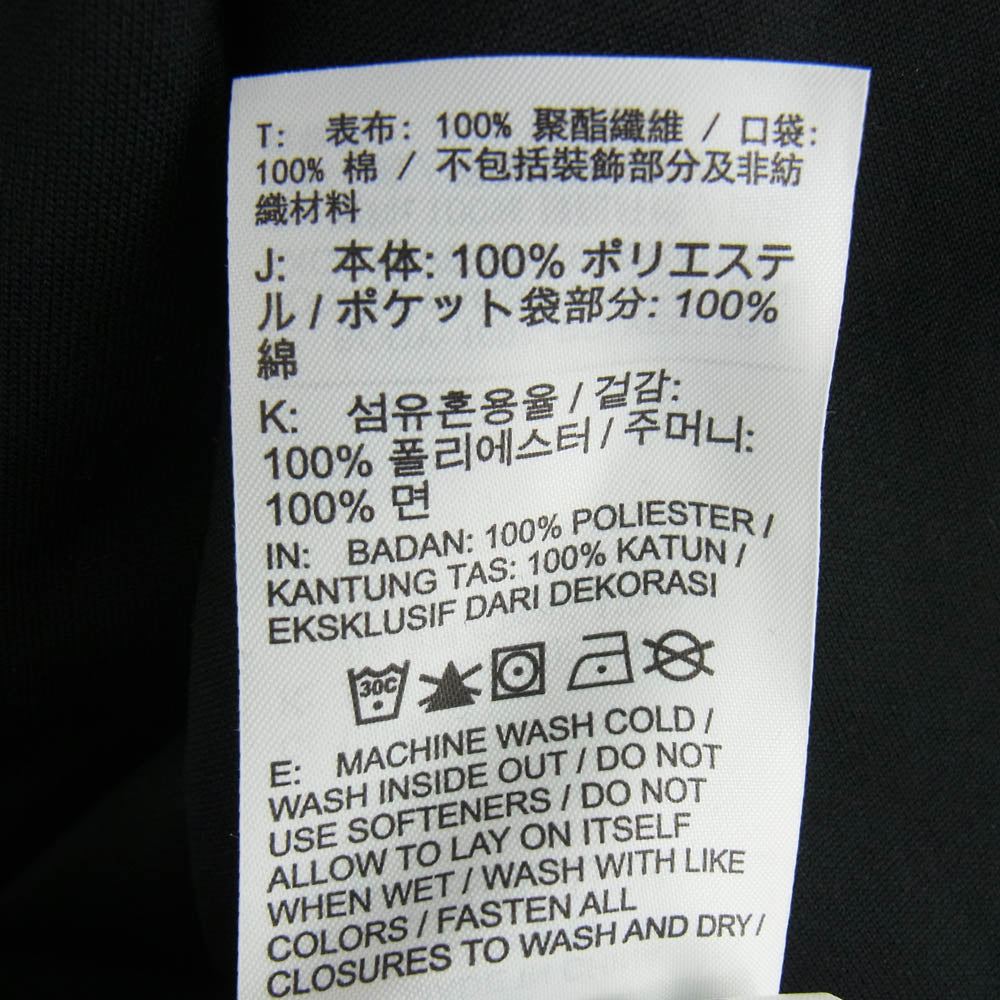 T: 表布: 100% 聚酯纖維 / 口袋:
100% 棉 / 不包括裝飾部分及非紡
織材料
J: 本体: 100% ポリエステ
ル / ポケット袋部分: 100%
綿
K: 섬유혼용율 / 겉감:
100% 폴리에스터 / 주머니:
100% 면
IN: BADAN: 100% POLIESTER /
KANTUNG TAS: 100% KATUN /
EKSKLUSIF DARI DEKORASI
30C
E: MACHINE WASH COLD /
WASH INSIDE OUT / DO NOT
USE SOFTENERS / DO NOT
ALLOW TO LAY ON ITSELF
WHEN WET / WASH WITH LIKE
COLORS / FASTEN ALL
CLOSURES TO WASH AND DRY /